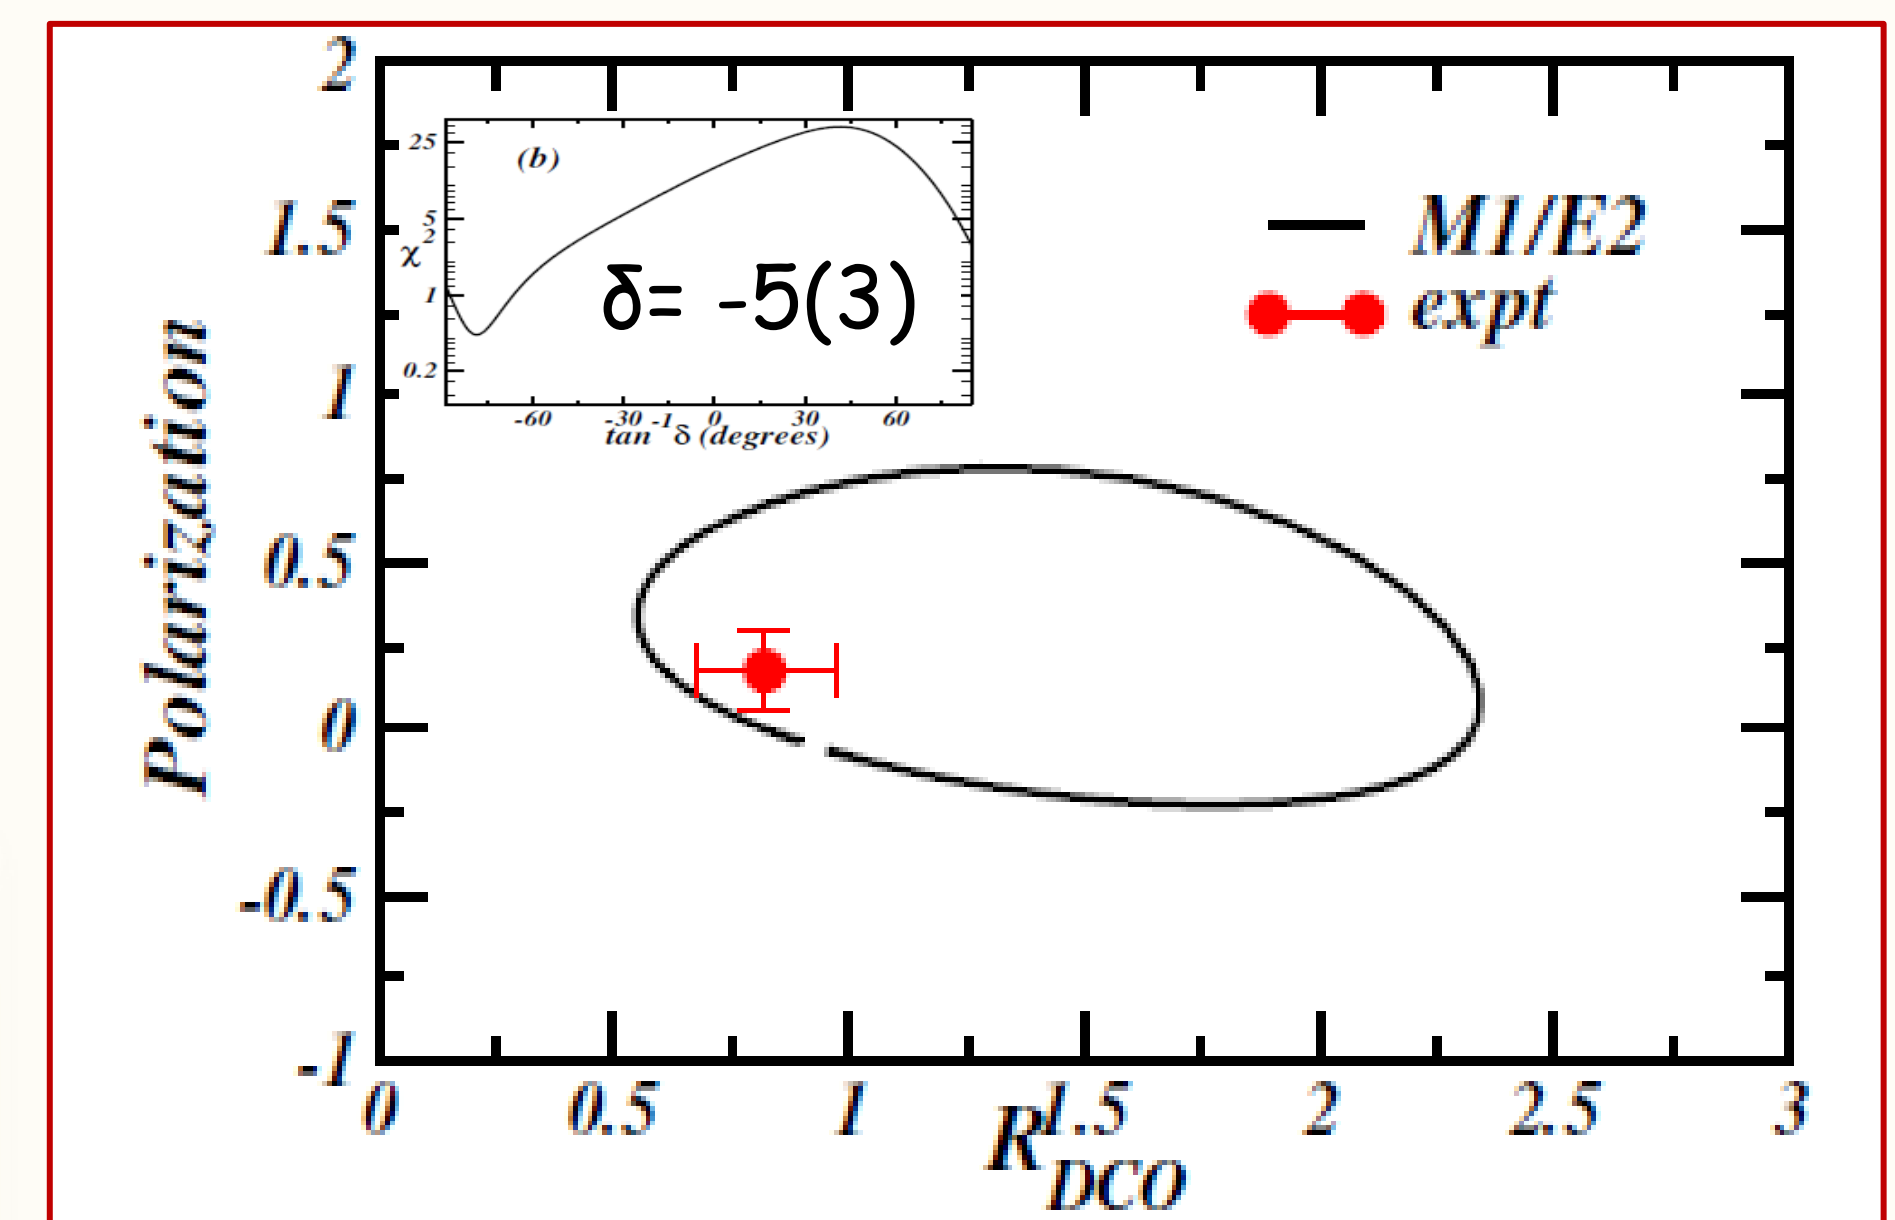 Polarization
2
1.5
1
0.5
0
-0.5
-1
0 0.5 1 1.5 2 2.5 3
R_DCO
M1/E2
expt
(b)
χ²
25
5
1
0.2
δ= -5(3)
-60 -30 0 30 60
tan⁻¹ δ (degrees)